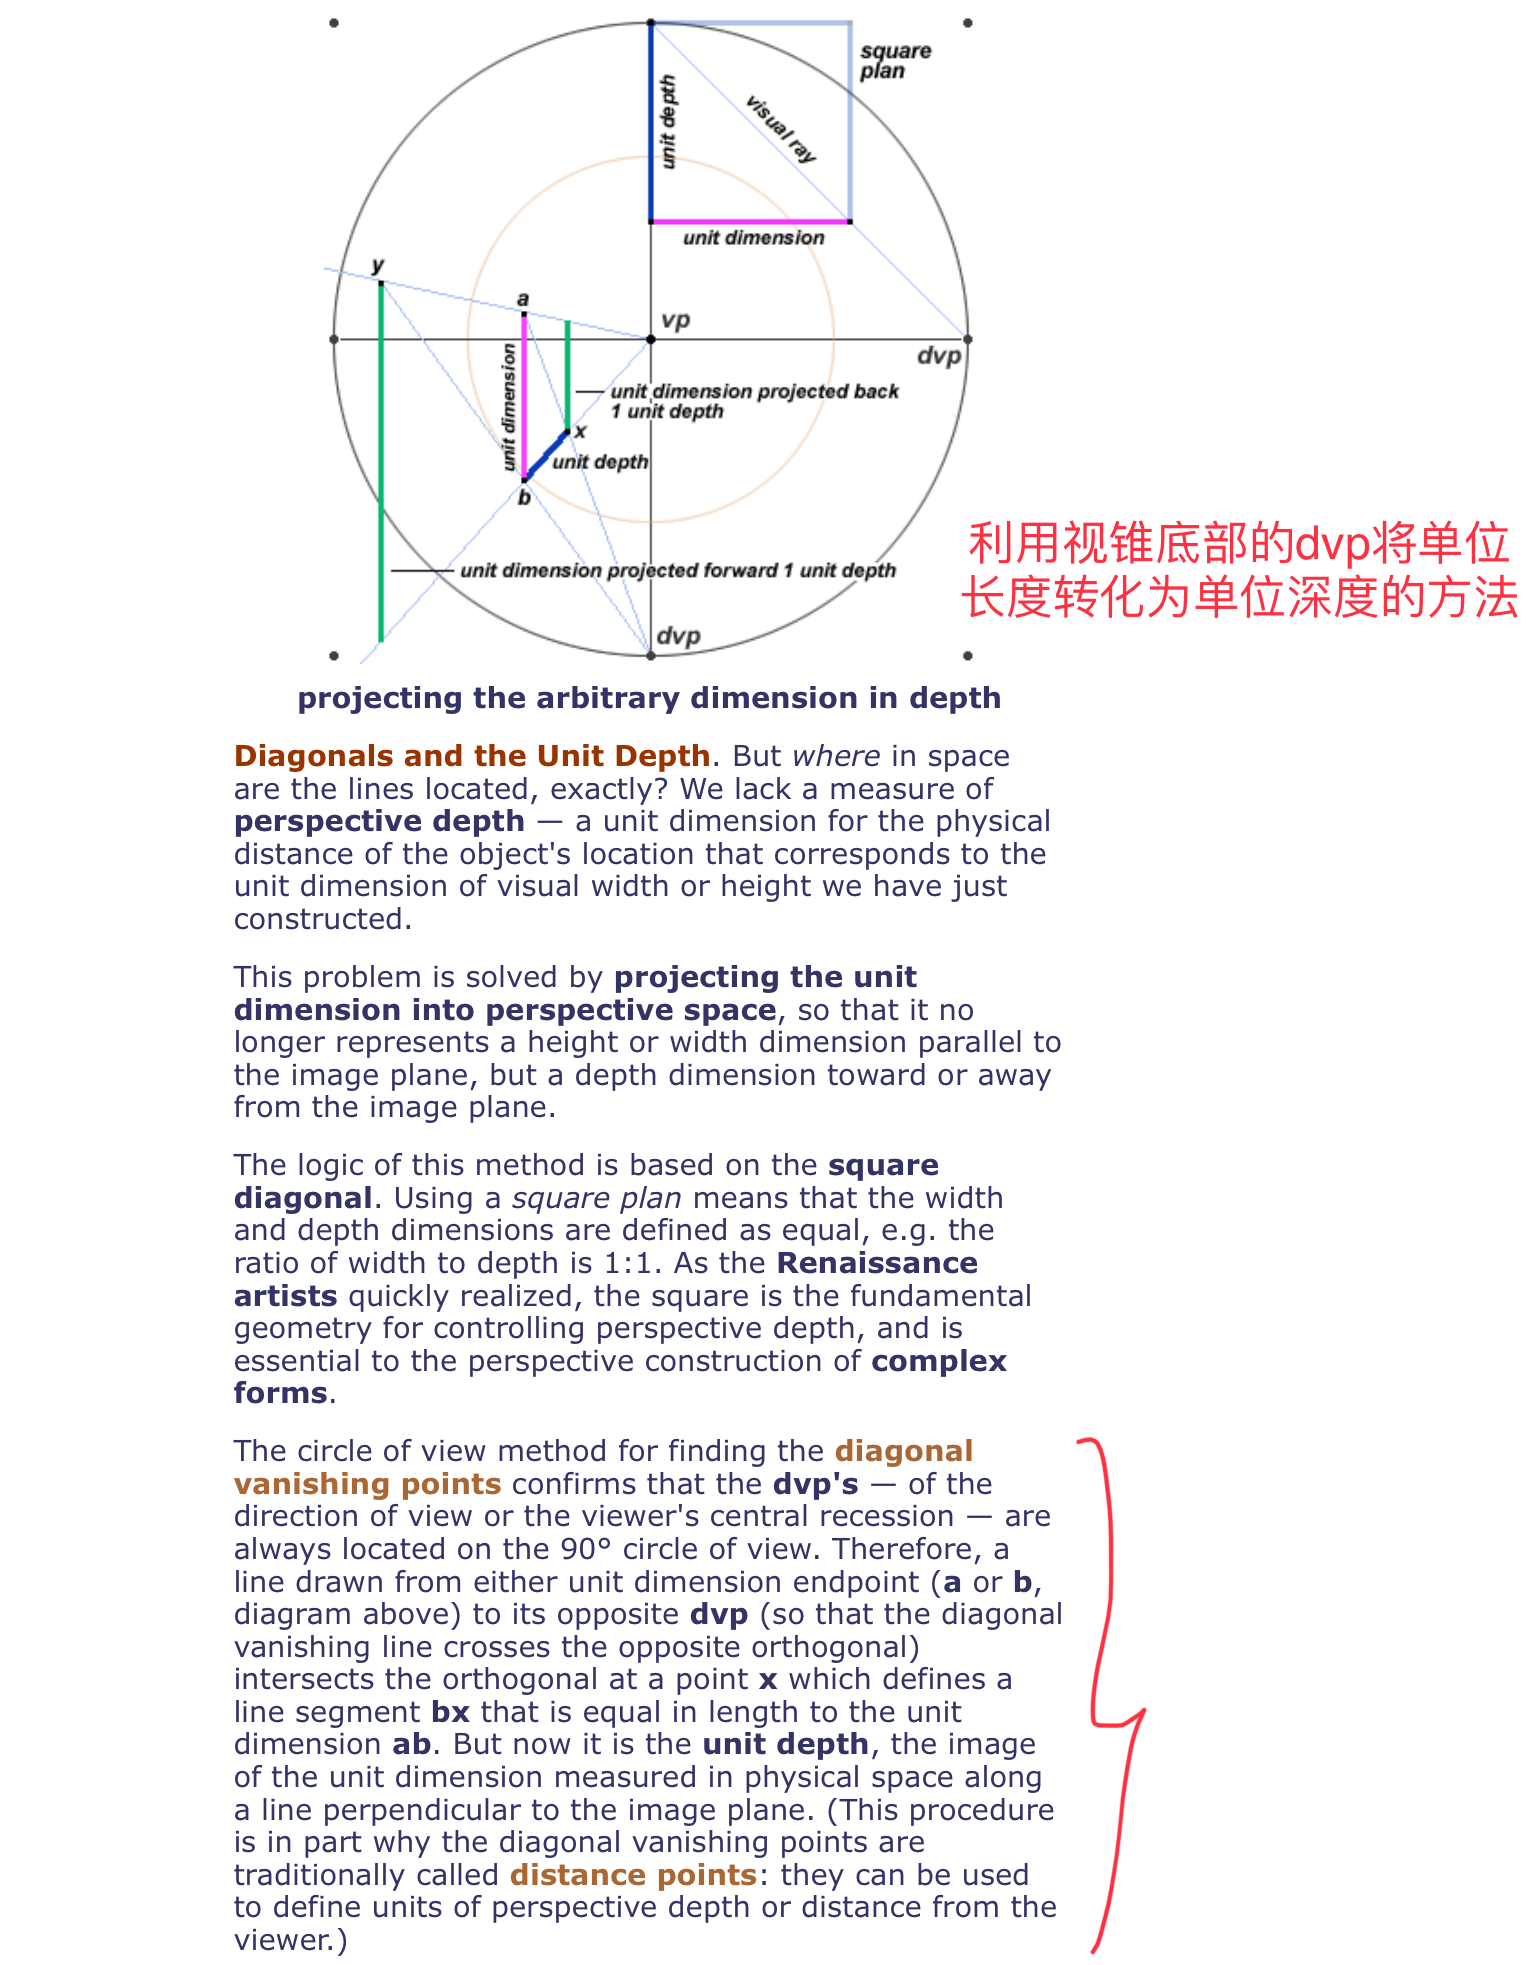 square
plan
unit depth
visual ray
unit dimension
y
a
vp
dvp
unit dimension
unit dimension projected back
1 unit depth
x
unit depth
b
利用视锥底部的dvp将单位
长度转化为单位深度的方法
unit dimension projected forward 1 unit depth
dvp
projecting the arbitrary dimension in depth
Diagonals and the Unit Depth. But where in space
are the lines located, exactly? We lack a measure of
perspective depth — a unit dimension for the physical
distance of the object's location that corresponds to the
unit dimension of visual width or height we have just
constructed.
This problem is solved by projecting the unit
dimension into perspective space, so that it no
longer represents a height or width dimension parallel to
the image plane, but a depth dimension toward or away
from the image plane.
The logic of this method is based on the square
diagonal. Using a square plan means that the width
and depth dimensions are defined as equal, e.g. the
ratio of width to depth is 1:1. As the Renaissance
artists quickly realized, the square is the fundamental
geometry for controlling perspective depth, and is
essential to the perspective construction of complex
forms.
The circle of view method for finding the diagonal
vanishing points confirms that the dvp's — of the
direction of view or the viewer's central recession — are
always located on the 90° circle of view. Therefore, a
line drawn from either unit dimension endpoint (a or b,
diagram above) to its opposite dvp (so that the diagonal
vanishing line crosses the opposite orthogonal)
intersects the orthogonal at a point x which defines a
line segment bx that is equal in length to the unit
dimension ab. But now it is the unit depth, the image
of the unit dimension measured in physical space along
a line perpendicular to the image plane. (This procedure
is in part why the diagonal vanishing points are
traditionally called distance points: they can be used
to define units of perspective depth or distance from the
viewer.)